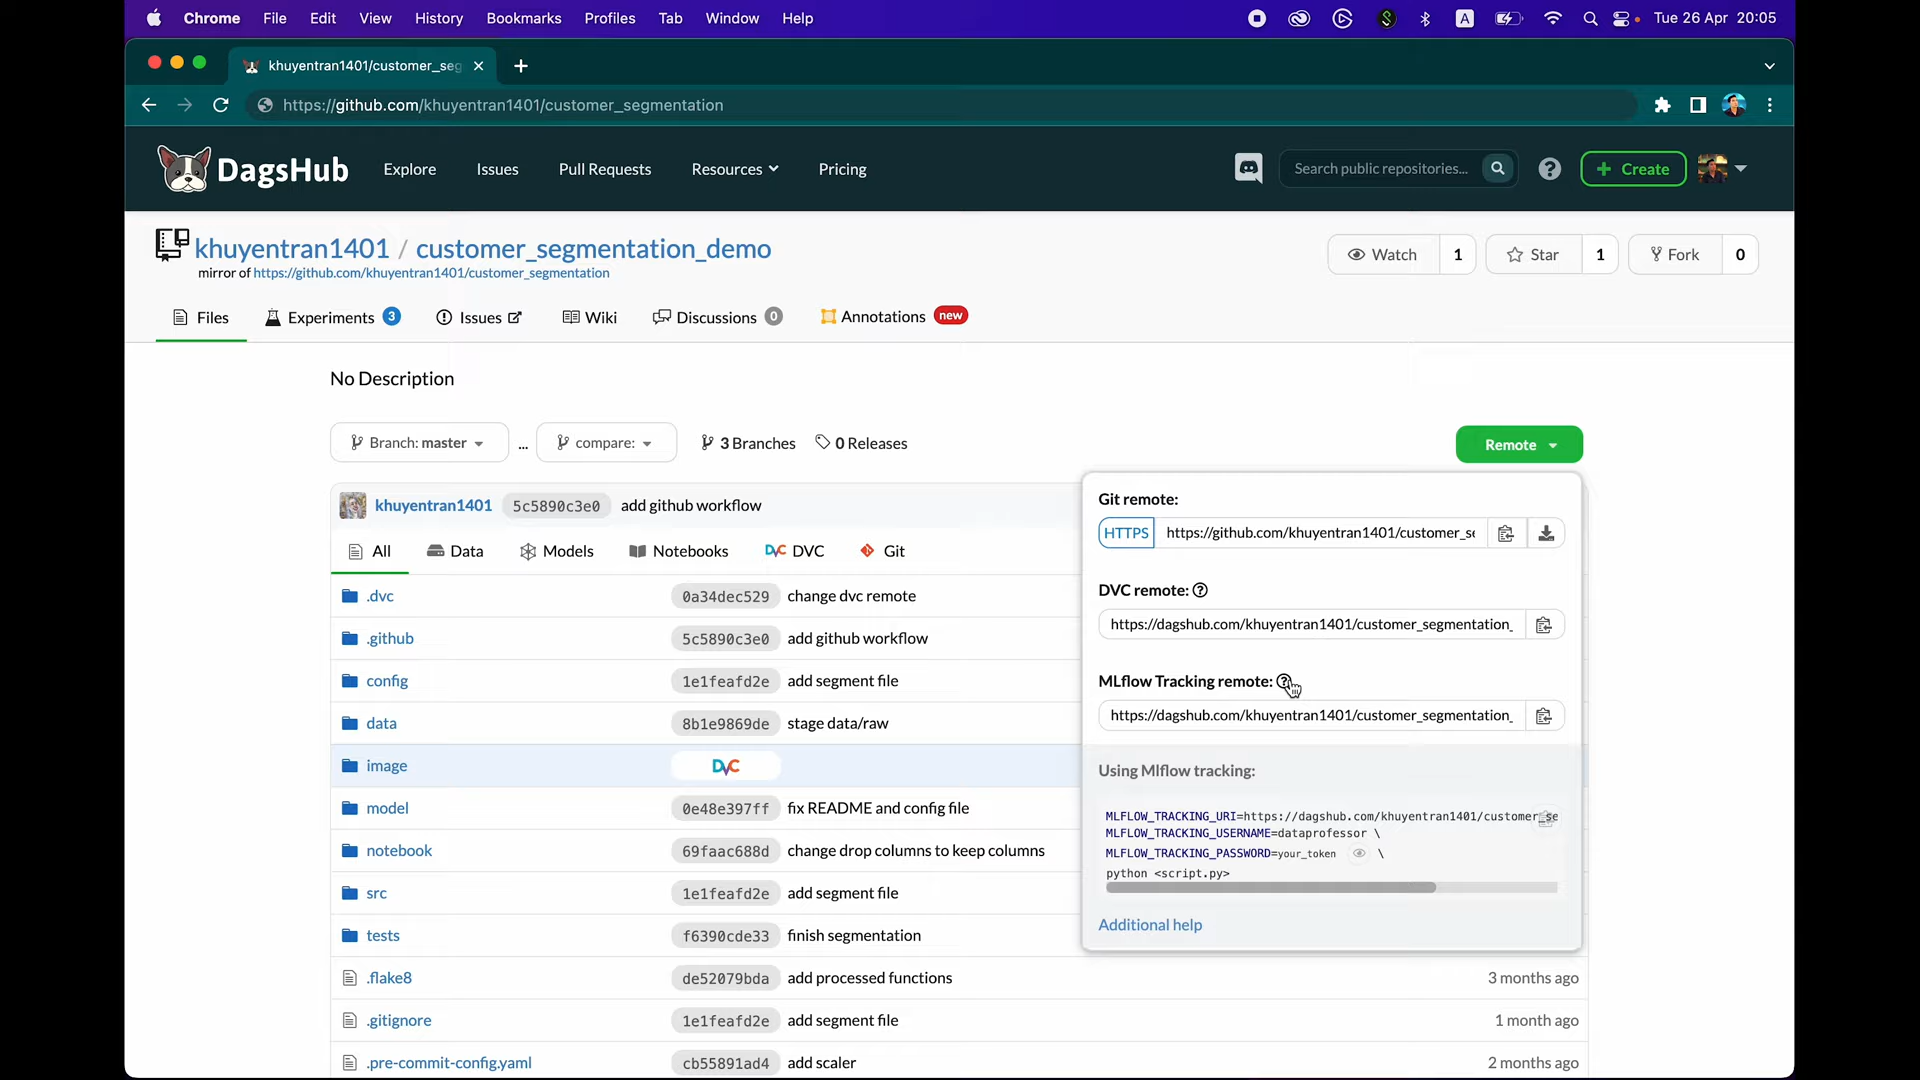 Chrome File Edit View History Bookmarks Profiles Tab Window Help A Tue 26 Apr 20:05
khuyentran1401/customer_seg
https://github.com/khuyentran1401/customer_segmentation
DagsHub Explore Issues Pull Requests Resources Pricing Search public repositories... Create
khuyentran1401 / customer_segmentation_demo Watch 1 Star 1 Fork 0
mirror of https://github.com/khuyentran1401/customer_segmentation
Files Experiments 3 Issues Wiki Discussions 0 Annotations new
No Description
Branch: master ... compare: 3 Branches 0 Releases Remote
khuyentran1401 5c5890c3e0 add github workflow
All Data Models Notebooks DVC DVC Git
.dvc 0a34dec529 change dvc remote
.github 5c5890c3e0 add github workflow
config 1e1feafd2e add segment file
data 8b1e9869de stage data/raw
image DVC
model 0e48e397ff fix README and config file
notebook 69faac688d change drop columns to keep columns
src 1e1feafd2e add segment file
tests f6390cde33 finish segmentation
.flake8 de52079bda add processed functions 3 months ago
.gitignore 1e1feafd2e add segment file 1 month ago
.pre-commit-config.yaml cb55891ad4 add scaler 2 months ago
Git remote:
HTTPS https://github.com/khuyentran1401/customer_se
DVC remote:
https://dagshub.com/khuyentran1401/customer_segmentation_
MLflow Tracking remote:
https://dagshub.com/khuyentran1401/customer_segmentation_
Using Mlflow tracking:
MLFLOW_TRACKING_URI=https://dagshub.com/khuyentran1401/customer_se
MLFLOW_TRACKING_USERNAME=dataprofessor \
MLFLOW_TRACKING_PASSWORD=your_token \
python <script.py>
Additional help